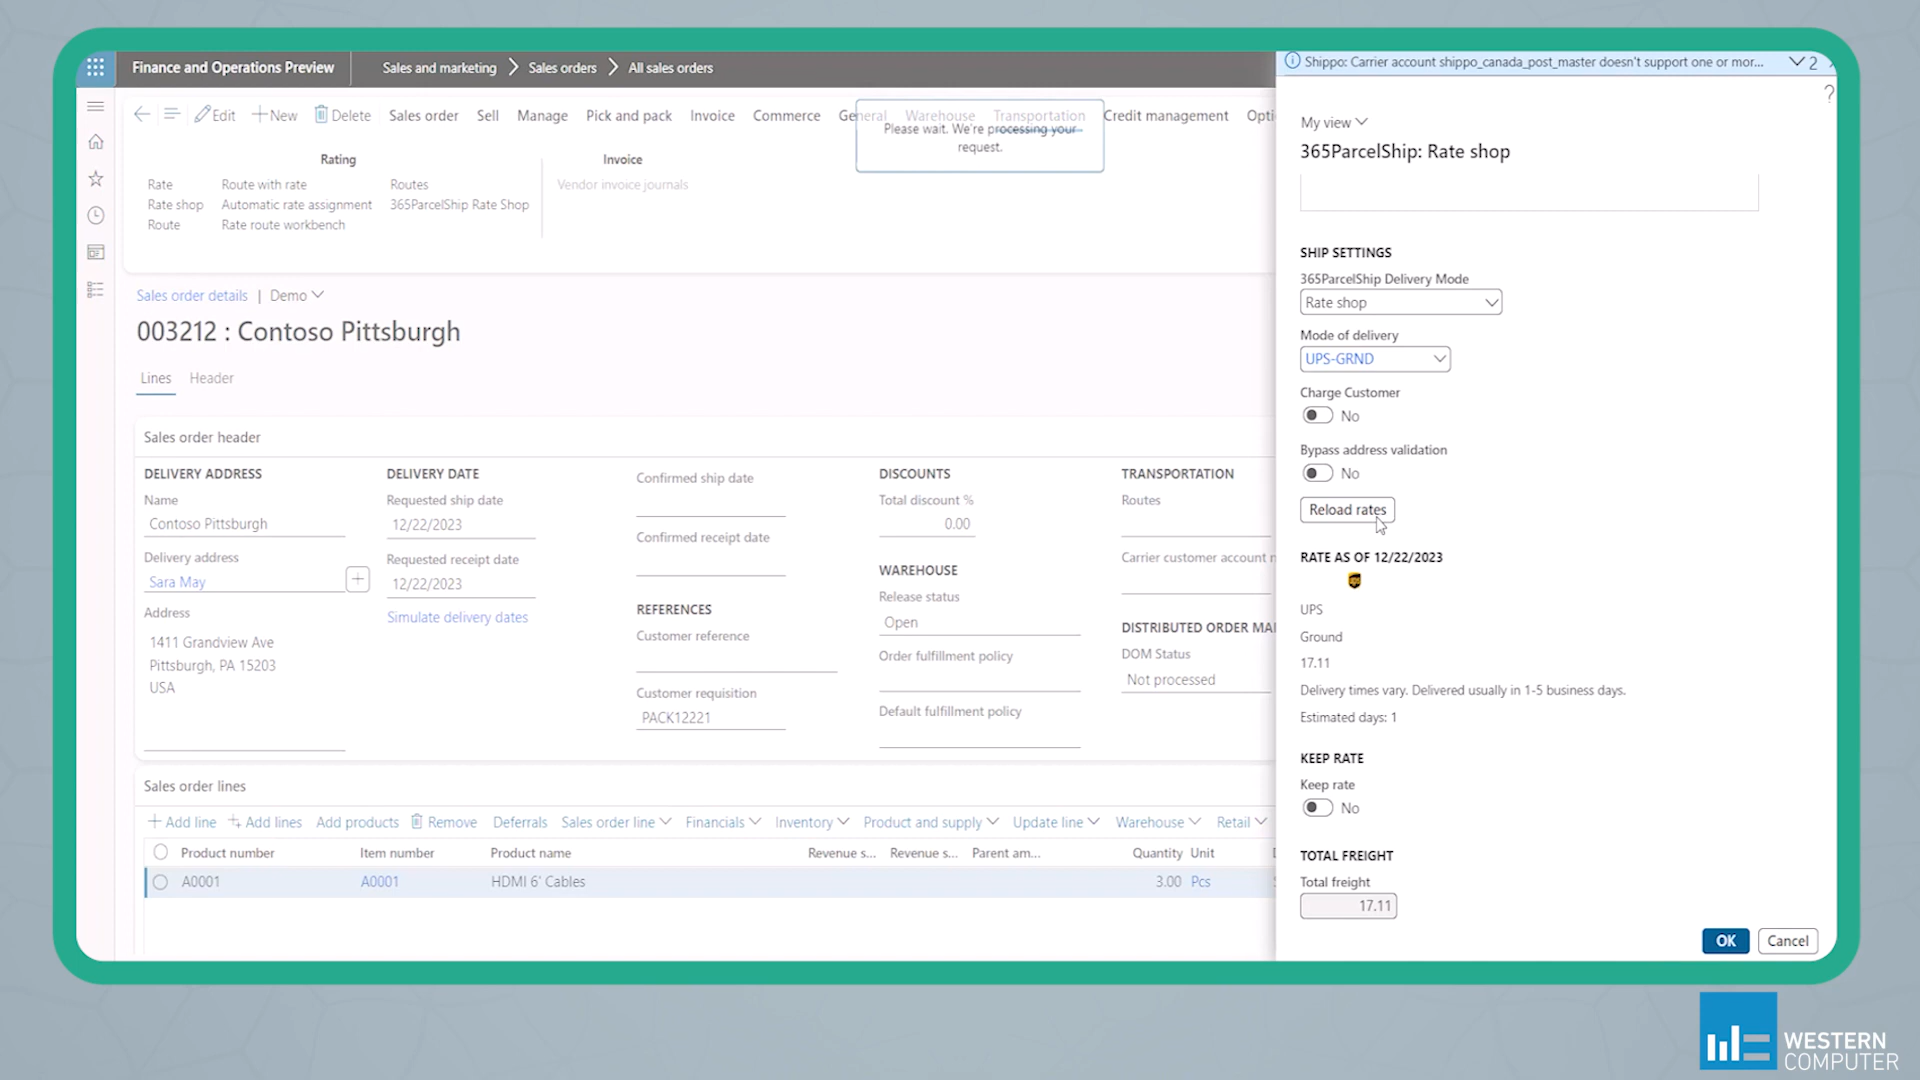 Finance and Operations Preview
Sales and marketing
Sales orders
All sales orders
Shippo: Carrier account shippo_canada_post_master doesn't support one or mor...
2
Edit
New
Delete
Sales order
Sell
Manage
Pick and pack
Invoice
Commerce
General
Warehouse
Transportation
Credit management
Opti
Please wait. We're processing your
request.
Rating
Rate
Rate shop
Route
Route with rate
Automatic rate assignment
Rate route workbench
Routes
365ParcelShip Rate Shop
Invoice
Vendor invoice journals
Sales order details | Demo
003212 : Contoso Pittsburgh
Lines
Header
Sales order header
DELIVERY ADDRESS
Name
Contoso Pittsburgh
Delivery address
Sara May
Address
1411 Grandview Ave
Pittsburgh, PA 15203
USA
DELIVERY DATE
Requested ship date
12/22/2023
Requested receipt date
12/22/2023
Simulate delivery dates
Confirmed ship date
Confirmed receipt date
REFERENCES
Customer reference
Customer requisition
PACK12221
DISCOUNTS
Total discount %
0.00
WAREHOUSE
Release status
Open
Order fulfillment policy
Default fulfillment policy
TRANSPORTATION
Routes
Carrier customer account n
DISTRIBUTED ORDER MAI
DOM Status
Not processed
Sales order lines
Add line
Add lines
Add products
Remove
Deferrals
Sales order line
Financials
Inventory
Product and supply
Update line
Warehouse
Retail
Product number
Item number
Product name
Revenue s...
Revenue s...
Parent am...
Quantity
Unit
A0001
A0001
HDMI 6' Cables
3.00
Pcs
?
My view
365ParcelShip: Rate shop
SHIP SETTINGS
365ParcelShip Delivery Mode
Rate shop
Mode of delivery
UPS-GRND
Charge Customer
No
Bypass address validation
No
Reload rates
RATE AS OF 12/22/2023
UPS
Ground
17.11
Delivery times vary. Delivered usually in 1-5 business days.
Estimated days: 1
KEEP RATE
Keep rate
No
TOTAL FREIGHT
Total freight
17.11
OK
Cancel
WESTERN
COMPUTER